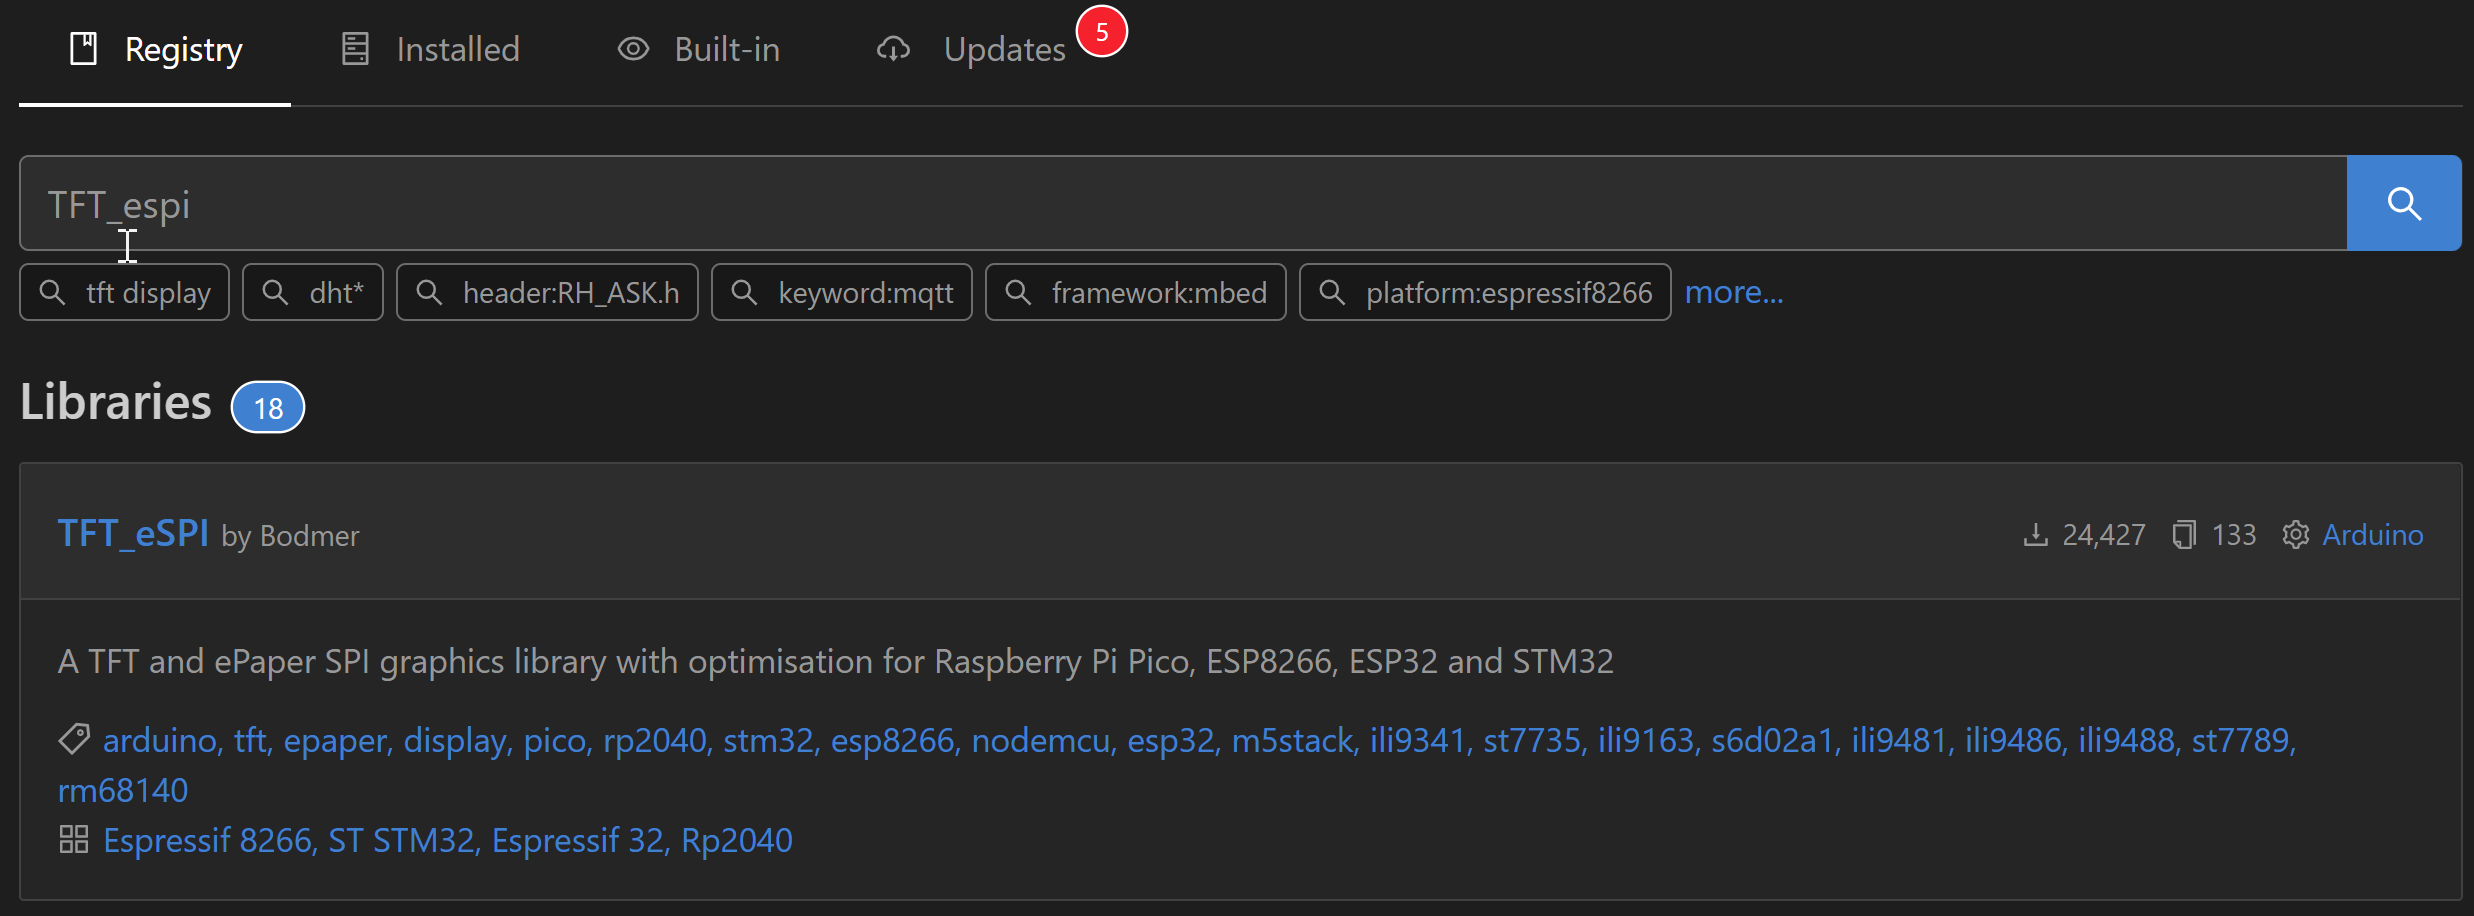 Registry Installed Built-in Updates 5
TFT_espi
tft display dht* header:RH_ASK.h keyword:mqtt framework:mbed platform:espressif8266 more...
Libraries 18
TFT_eSPI by Bodmer 24,427 133 Arduino
A TFT and ePaper SPI graphics library with optimisation for Raspberry Pi Pico, ESP8266, ESP32 and STM32
arduino, tft, epaper, display, pico, rp2040, stm32, esp8266, nodemcu, esp32, m5stack, ili9341, st7735, ili9163, s6d02a1, ili9481, ili9486, ili9488, st7789,
rm68140
Espressif 8266, ST STM32, Espressif 32, Rp2040